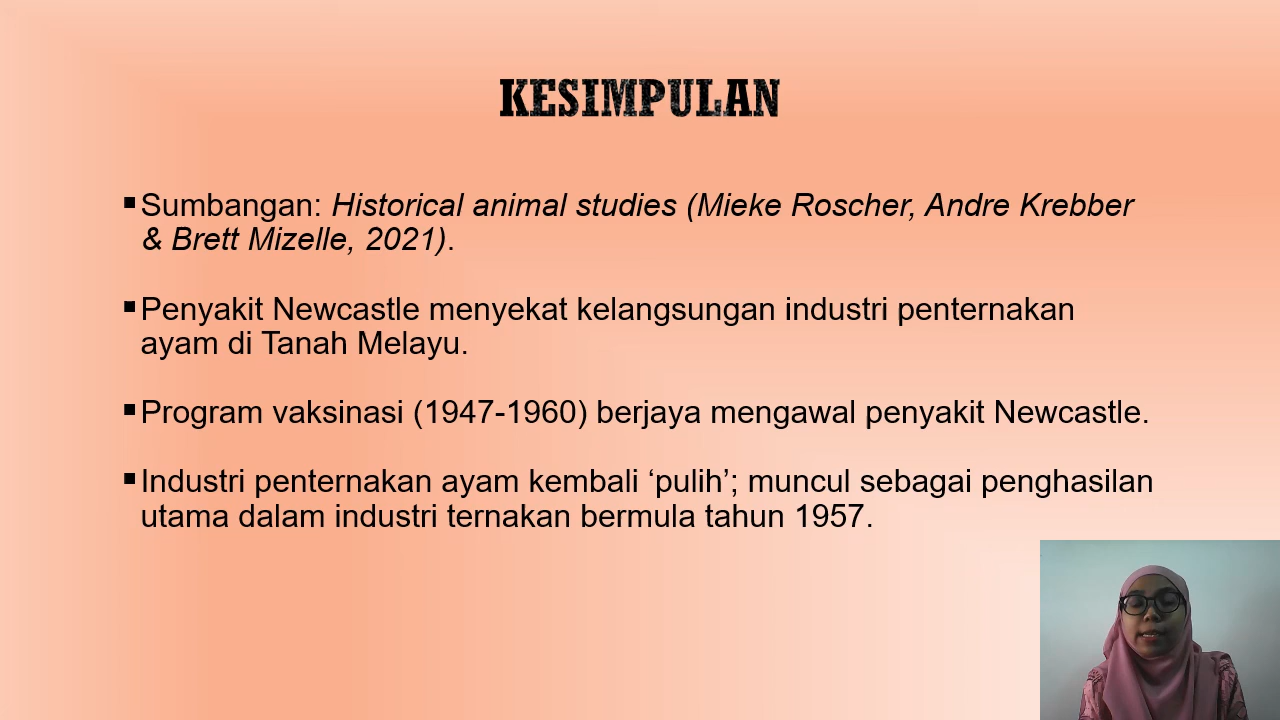 KESIMPULAN
▪Sumbangan: Historical animal studies (Mieke Roscher, Andre Krebber
& Brett Mizelle, 2021).
▪Penyakit Newcastle menyekat kelangsungan industri penternakan
ayam di Tanah Melayu.
▪Program vaksinasi (1947-1960) berjaya mengawal penyakit Newcastle.
▪Industri penternakan ayam kembali ‘pulih’; muncul sebagai penghasilan
utama dalam industri ternakan bermula tahun 1957.